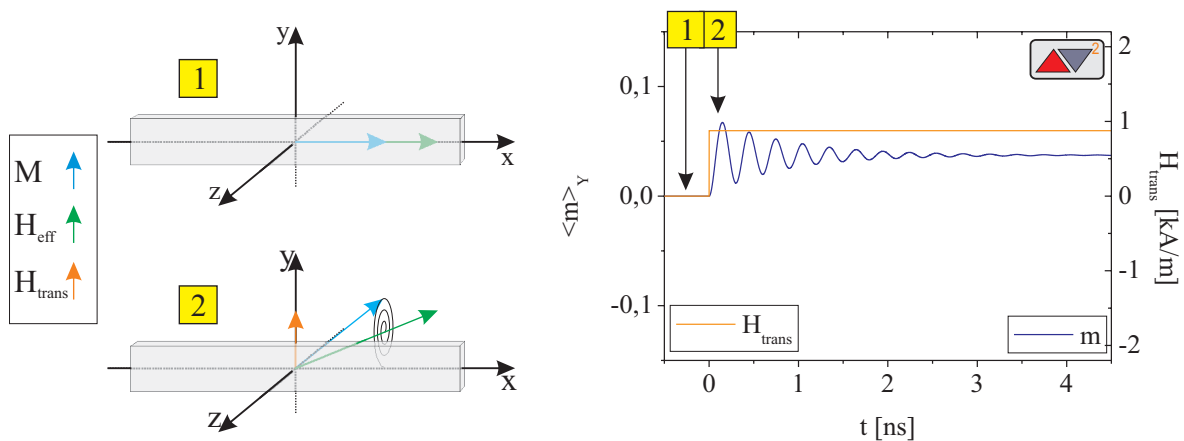 1
y
x
z
M
H_eff
H_trans
2
y
x
z
1 2
2
0,1
0,0
-0,1
<m>_Y
2
1
0
-1
-2
H_trans [kA/m]
H_trans
m
0 1 2 3 4
t [ns]